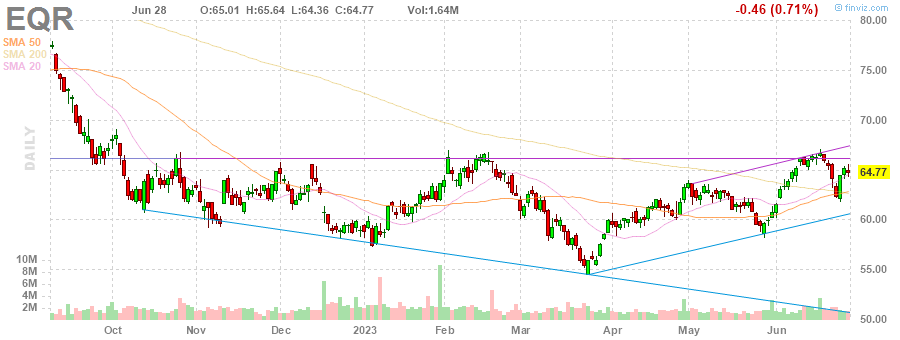 EQR
Jun 28 O:65.01 H:65.64 L:64.36 C:64.77 Vol:1.64M -0.46 (0.71%)
© finviz.com
SMA 50
SMA 200
SMA 20
DAILY
80.00
75.00
70.00
64.77
60.00
55.00
50.00
10M
8M
6M
4M
2M
Oct Nov Dec 2023 Feb Mar Apr May Jun